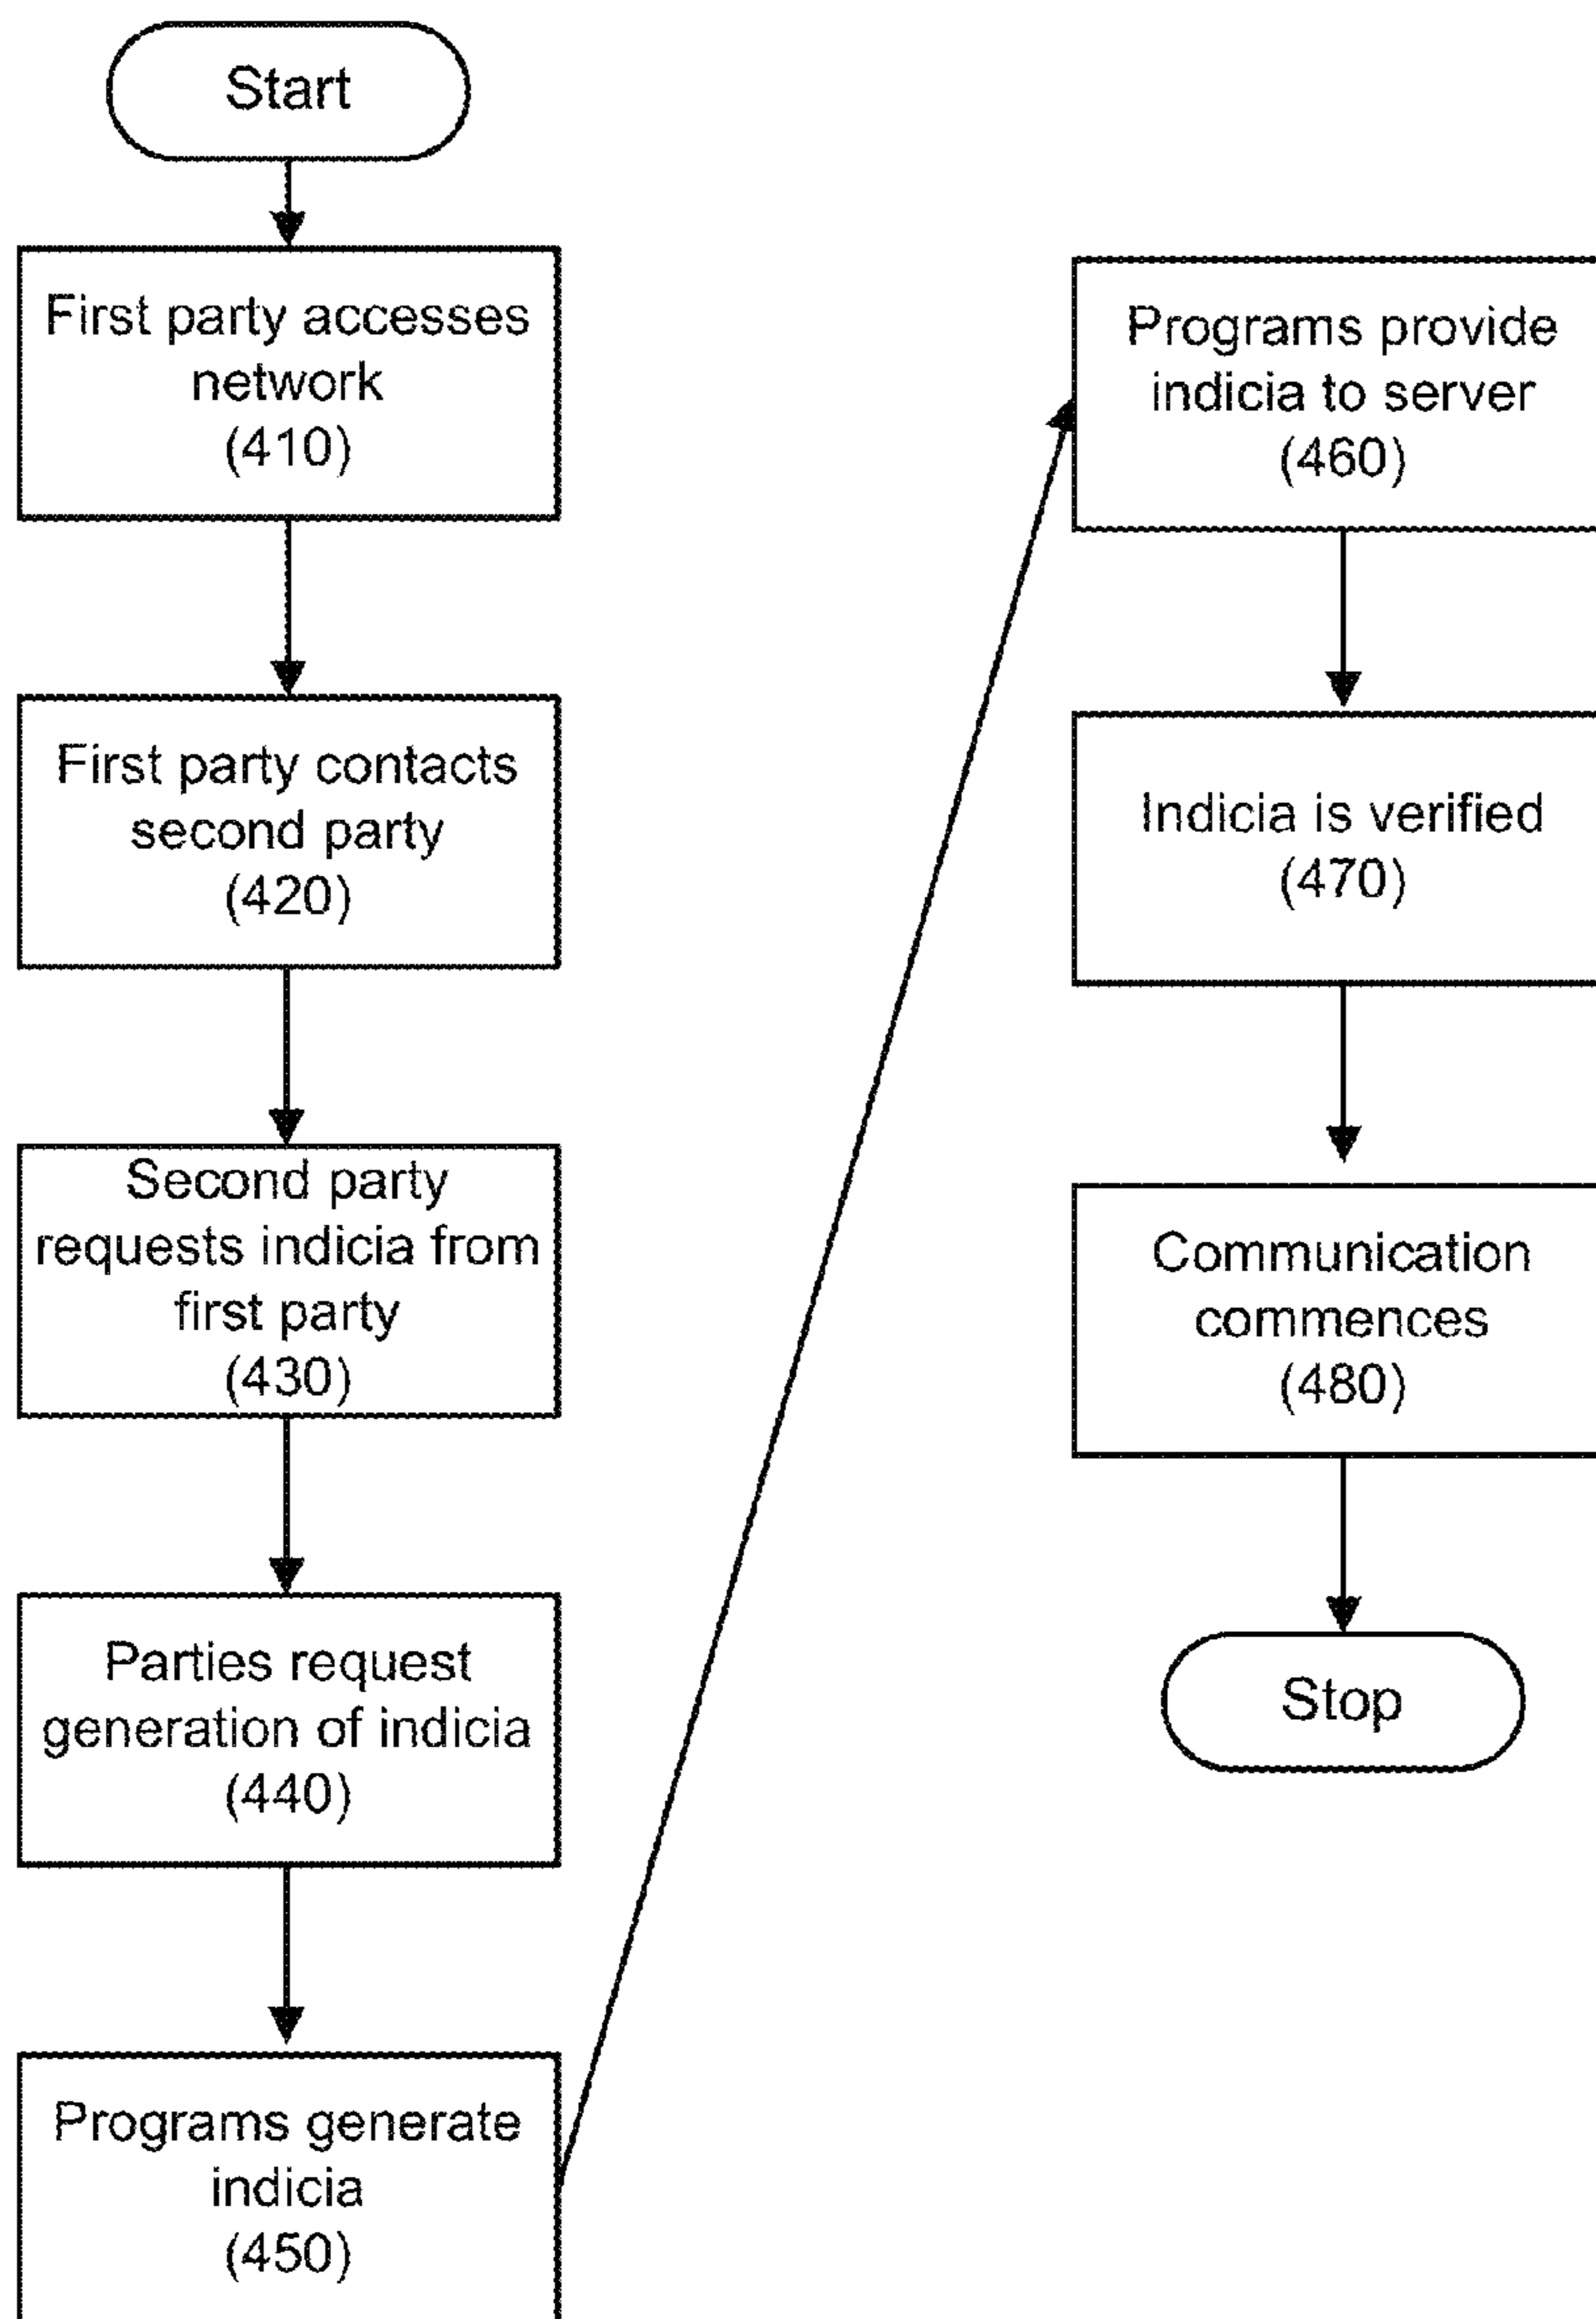 Start
First party accesses
network
(410)
First party contacts
second party
(420)
Second party
requests indicia from
first party
(430)
Parties request
generation of indicia
(440)
Programs generate
indicia
(450)
Programs provide
indicia to server
(460)
Indicia is verified
(470)
Communication
commences
(480)
Stop